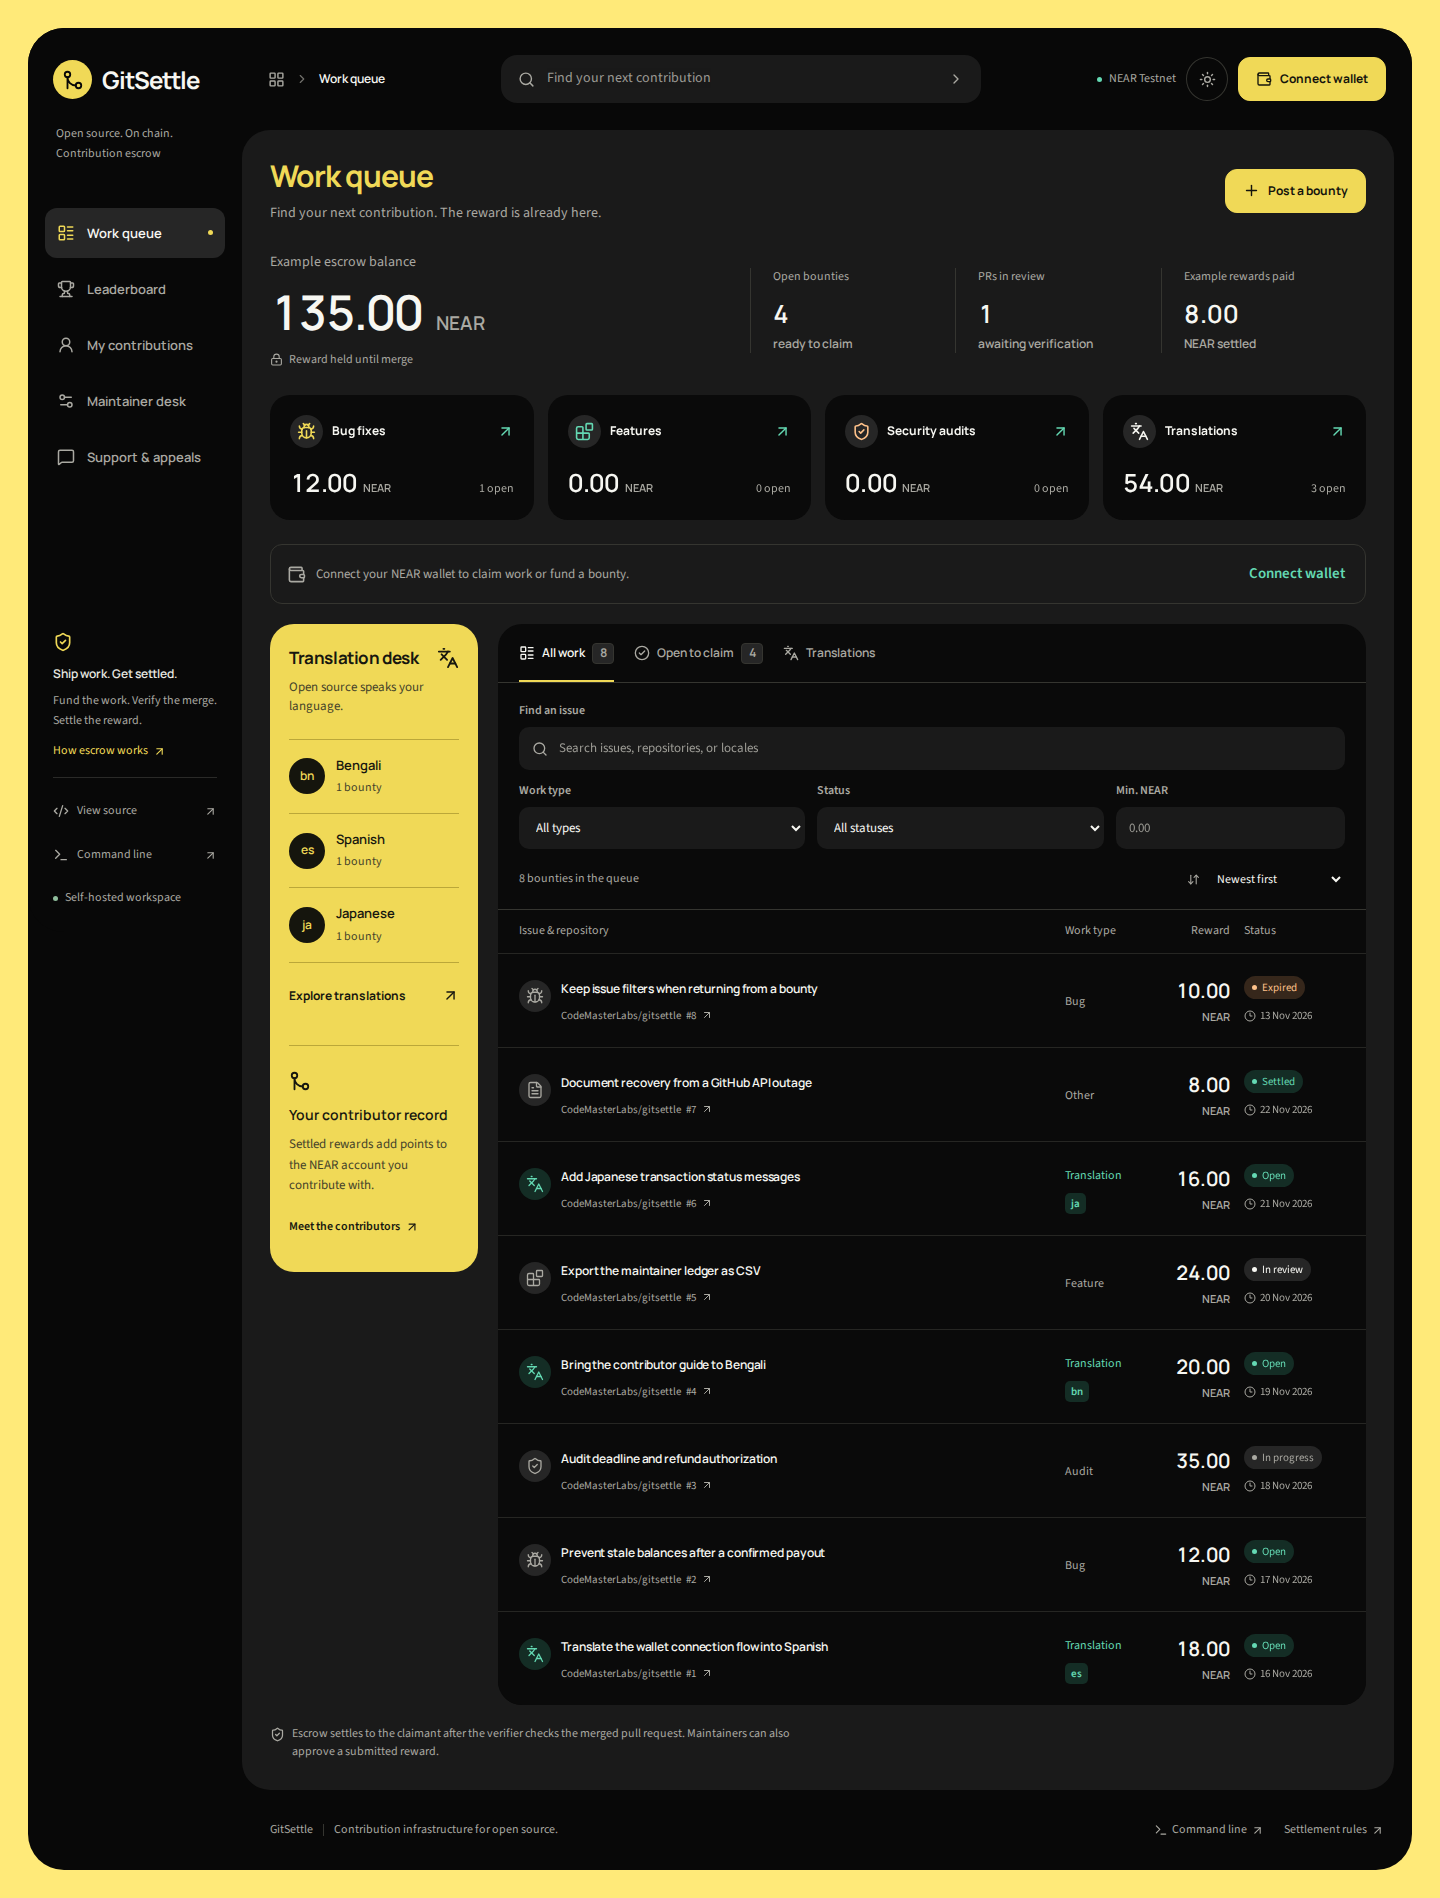 GitSettle
Open source. On chain.
Contribution escrow
Work queue
Leaderboard
My contributions
Maintainer desk
Support & appeals
Ship work. Get settled.
Fund the work. Verify the merge.
Settle the reward.
How escrow works
View source
Command line
Self-hosted workspace
Work queue
Find your next contribution
NEAR Testnet
Connect wallet
Work queue
Find your next contribution. The reward is already here.
Post a bounty
Example escrow balance
135.00 NEAR
Reward held until merge
Open bounties
4
ready to claim
PRs in review
1
awaiting verification
Example rewards paid
8.00
NEAR settled
Bug fixes
12.00 NEAR
1 open
Features
0.00 NEAR
0 open
Security audits
0.00 NEAR
0 open
Translations
54.00 NEAR
3 open
Connect your NEAR wallet to claim work or fund a bounty.
Connect wallet
Translation desk
Open source speaks your
language.
bn
Bengali
1 bounty
es
Spanish
1 bounty
ja
Japanese
1 bounty
Explore translations
Your contributor record
Settled rewards add points to
the NEAR account you
contribute with.
Meet the contributors
All work 8
Open to claim 4
Translations
Find an issue
Search issues, repositories, or locales
Work type
All types
Status
All statuses
Min. NEAR
0.00
8 bounties in the queue
Newest first
Issue & repository
Work type
Reward
Status
Keep issue filters when returning from a bounty
CodeMasterLabs/gitsettle #8
Bug
10.00
NEAR
Expired
13 Nov 2026
Document recovery from a GitHub API outage
CodeMasterLabs/gitsettle #7
Other
8.00
NEAR
Settled
22 Nov 2026
Add Japanese transaction status messages
CodeMasterLabs/gitsettle #6
Translation
ja
16.00
NEAR
Open
21 Nov 2026
Export the maintainer ledger as CSV
CodeMasterLabs/gitsettle #5
Feature
24.00
NEAR
In review
20 Nov 2026
Bring the contributor guide to Bengali
CodeMasterLabs/gitsettle #4
Translation
bn
20.00
NEAR
Open
19 Nov 2026
Audit deadline and refund authorization
CodeMasterLabs/gitsettle #3
Audit
35.00
NEAR
In progress
18 Nov 2026
Prevent stale balances after a confirmed payout
CodeMasterLabs/gitsettle #2
Bug
12.00
NEAR
Open
17 Nov 2026
Translate the wallet connection flow into Spanish
CodeMasterLabs/gitsettle #1
Translation
es
18.00
NEAR
Open
16 Nov 2026
Escrow settles to the claimant after the verifier checks the merged pull request. Maintainers can also
approve a submitted reward.
GitSettle
Contribution infrastructure for open source.
Command line
Settlement rules